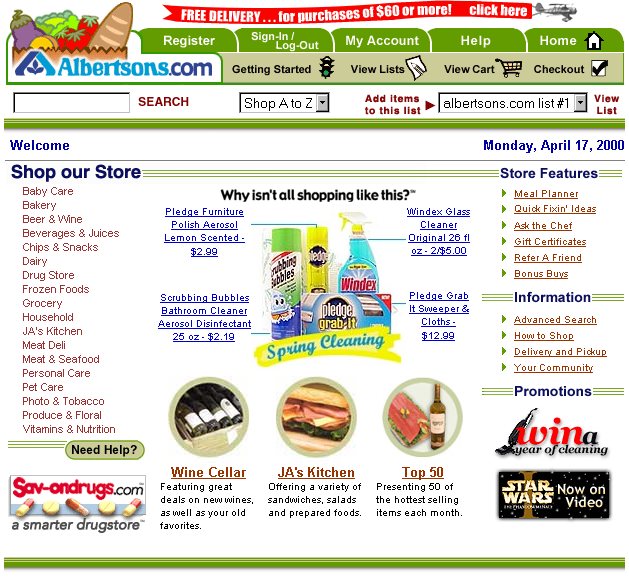 FREE DELIVERY . . . for purchases of $60 or more! click here
Register
Sign-In /
Log-Out
My Account
Help
Home
Albertsons.com
Getting Started
View Lists
View Cart
Checkout
SEARCH
Shop A to Z
Add items
to this list
albertsons.com list #1
View
List
Welcome
Monday, April 17, 2000
Shop our Store
Baby Care
Bakery
Beer & Wine
Beverages & Juices
Chips & Snacks
Dairy
Drug Store
Frozen Foods
Grocery
Household
JA's Kitchen
Meat Deli
Meat & Seafood
Personal Care
Pet Care
Photo & Tobacco
Produce & Floral
Vitamins & Nutrition
Need Help?
Sav-ondrugs.com™
a smarter drugstore™
Why isn't all shopping like this?™
Pledge Furniture
Polish Aerosol
Lemon Scented -
$2.99
Windex Glass
Cleaner
Original 26 fl
oz - 2/$5.00
Scrubbing Bubbles
Bathroom Cleaner
Aerosol Disinfectant
25 oz - $2.19
Pledge Grab
It Sweeper &
Cloths -
$12.99
scrubbing
Bubbles
Pledge
Windex
Pledge
grab-it
Spring Cleaning
Wine Cellar
Featuring great
deals on new wines,
as well as your old
favorites.
JA's Kitchen
Offering a variety of
sandwiches, salads
and prepared foods.
Top 50
Presenting 50 of
the hottest selling
items each month.
Store Features
Meal Planner
Quick Fixin' Ideas
Ask the Chef
Gift Certificates
Refer A Friend
Bonus Buys
Information
Advanced Search
How to Shop
Delivery and Pickup
Your Community
Promotions
win a
year of cleaning
STAR
WARS
THE PHANTOM MENACE
Now on
Video